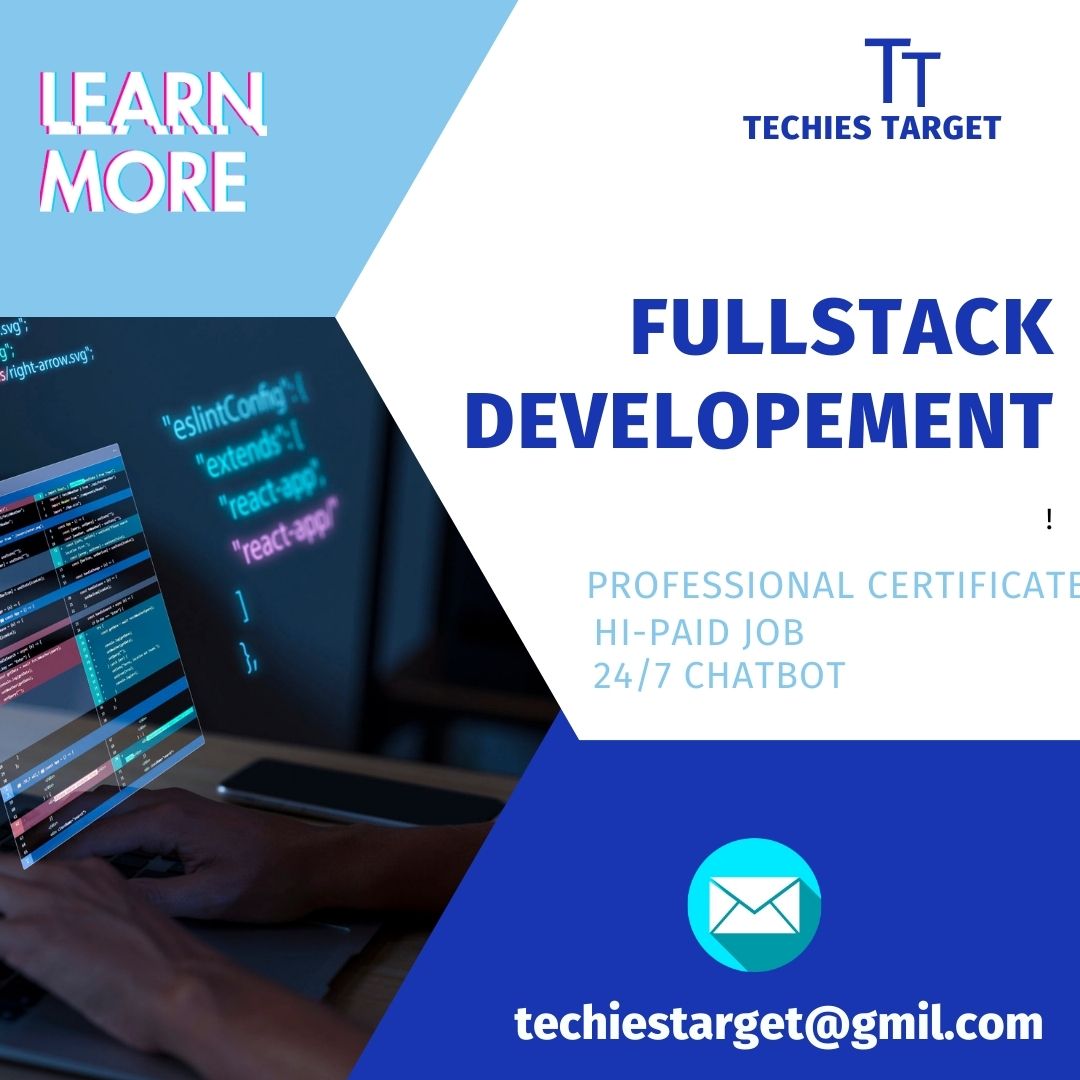 LEARN
MORE
TT
TECHIES TARGET
FULLSTACK
DEVELOPEMENT
!
PROFESSIONAL CERTIFICATE
HI-PAID JOB
24/7 CHATBOT
.svg";
g";
s/right-arrow.svg";
"eslintConfig": [
"extends": [
"react-app",
"react-app/"
]
},
techiestarget@gmil.com